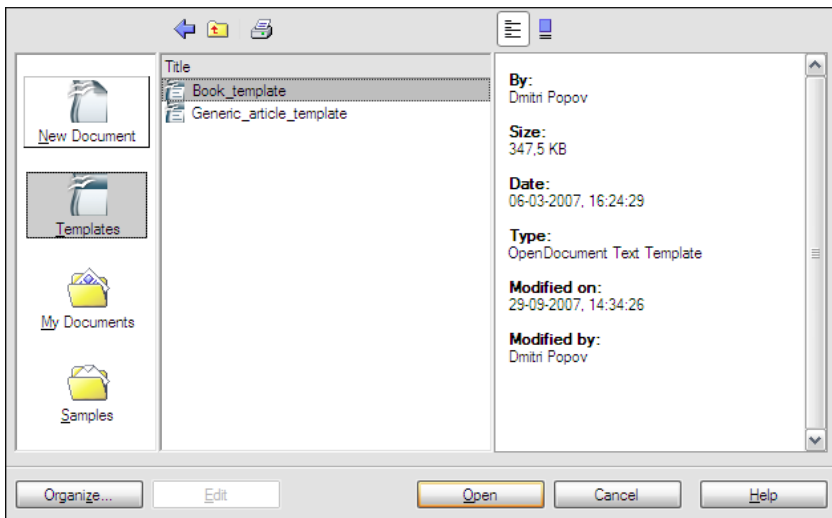 New Document
Templates
My Documents
Samples
Title
Book_template
Generic_article_template
By:
Dmitri Popov
Size:
347,5 KB
Date:
06-03-2007, 16:24:29
Type:
OpenDocument Text Template
Modified on:
29-09-2007, 14:34:26
Modified by:
Dmitri Popov
Organize...
Edit
Open
Cancel
Help